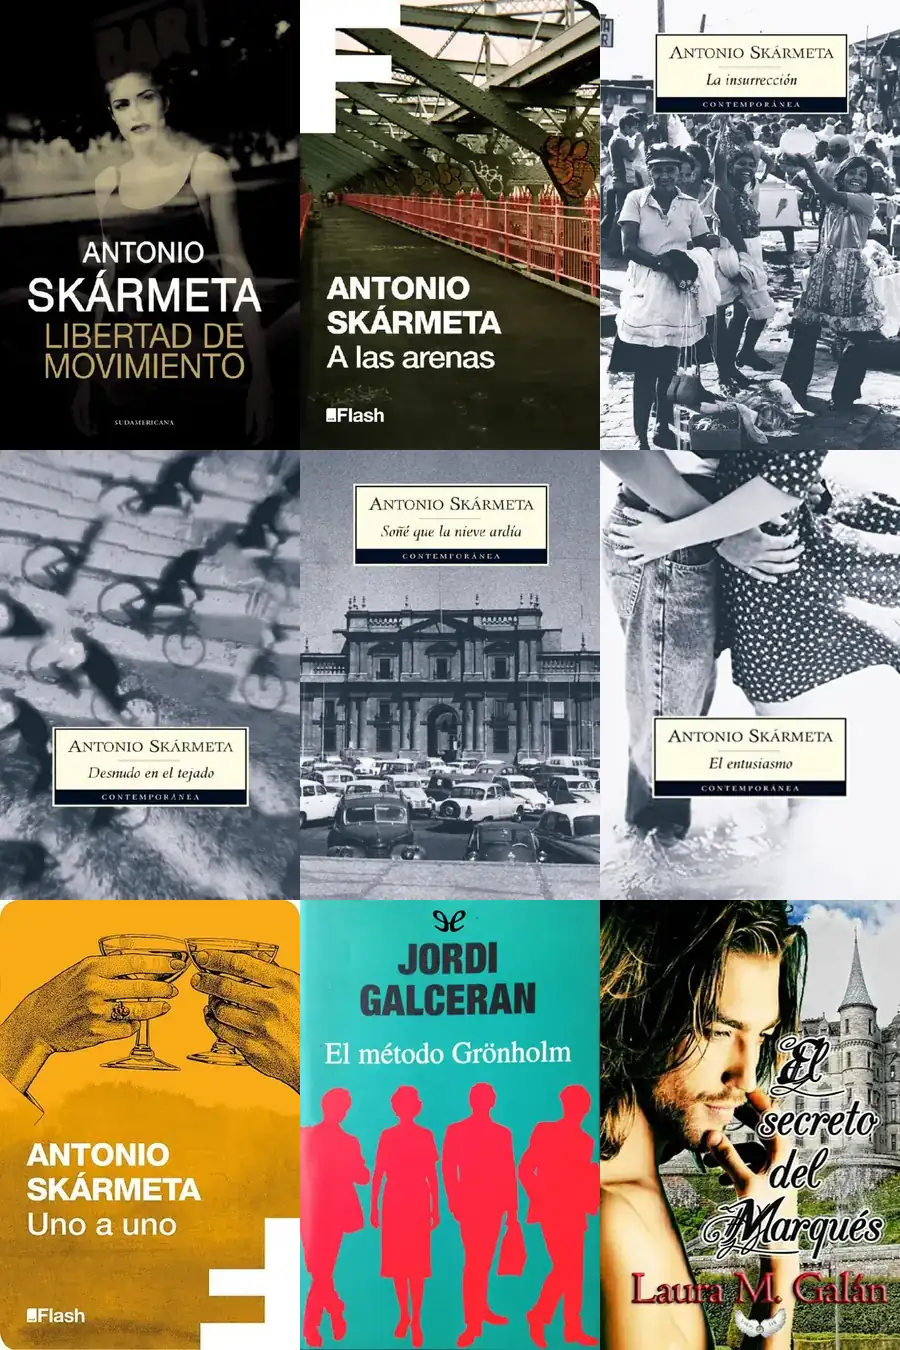 BAR
ANTONIO
SKÁRMETA
LIBERTAD DE
MOVIMIENTO
SUDAMERICANA
ANTONIO
SKÁRMETA
A las arenas
Flash
ANTONIO SKÁRMETA
La insurrección
CONTEMPORÁNEA
ANTONIO SKÁRMETA
Desnudo en el tejado
CONTEMPORÁNEA
ANTONIO SKÁRMETA
Soñé que la nieve ardía
CONTEMPORÁNEA
ANTONIO SKÁRMETA
El entusiasmo
CONTEMPORÁNEA
ANTONIO
SKÁRMETA
Uno a uno
Flash
JORDI
GALCERAN
El método Grönholm
El
secreto
del
Marqués
Laura M. Galán